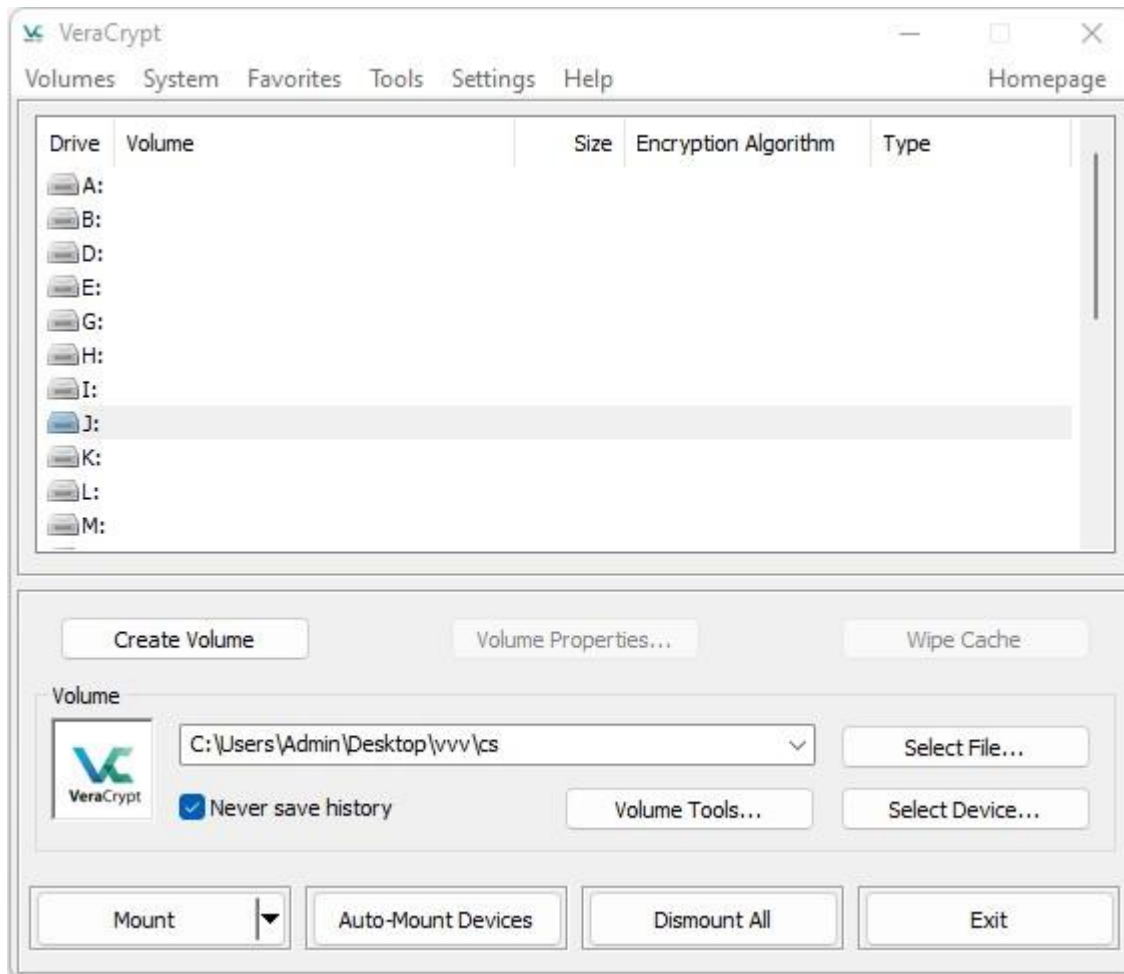 VeraCrypt
Volumes System Favorites Tools Settings Help Homepage
Drive Volume Size Encryption Algorithm Type
A:
B:
D:
E:
G:
H:
I:
J:
K:
L:
M:
Create Volume Volume Properties... Wipe Cache
Volume
C:\Users\Admin\Desktop\vvv\cs Select File...
VeraCrypt
Never save history Volume Tools... Select Device...
Mount Auto-Mount Devices Dismount All Exit